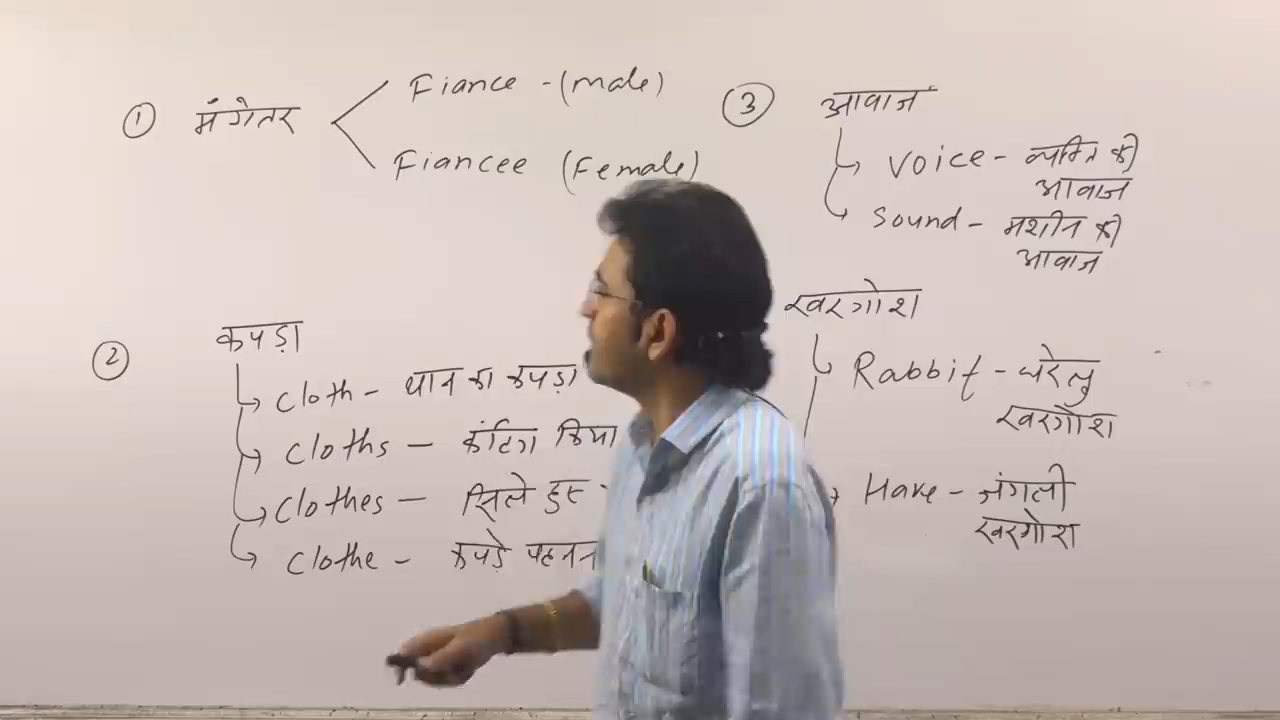 ① मंगेतर
Fiance - (male)
Fiancee (Female)
② कपड़ा
cloth - थान का कपड़ा
cloths - कंटिग किया
clothes - सिले हुए
clothe - कपड़े पहनन
③ आवाज
voice - व्यक्ति की
आवाज
sound - मशीन की
आवाज
खरगोश
Rabbit - घरेलु
खरगोश
Hare - जंगली
खरगोश